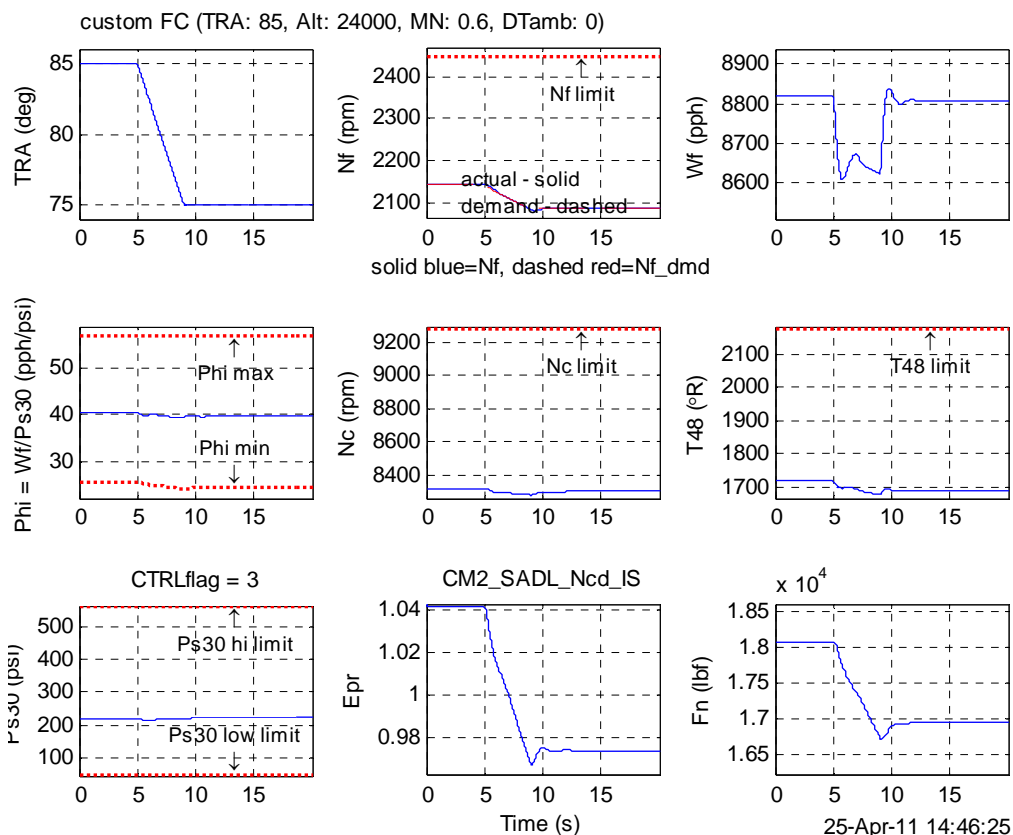 custom FC (TRA: 85, Alt: 24000, MN: 0.6, DTamb: 0)
TRA (deg)
85
80
75
0 5 10 15
Nf (rpm)
2400
2300
2200
2100
Nf limit
actual - solid
demand - dashed
0 5 10 15
solid blue=Nf, dashed red=Nf_dmd
Wf (pph)
8900
8800
8700
8600
0 5 10 15
Phi = Wf/Ps30 (pph/psi)
50
40
30
Phi max
Phi min
0 5 10 15
Nc (rpm)
9200
9000
8800
8600
8400
Nc limit
0 5 10 15
T48 (°R)
2100
2000
1900
1800
1700
T48 limit
0 5 10 15
CTRLflag = 3
Ps30 (psi)
500
400
300
200
100
Ps30 hi limit
Ps30 low limit
0 5 10 15
CM2_SADL_Ncd_IS
Epr
1.04
1.02
1
0.98
0 5 10 15
Time (s)
x 10⁴
Fn (lbf)
1.85
1.8
1.75
1.7
1.65
0 5 10 15
25-Apr-11 14:46:25